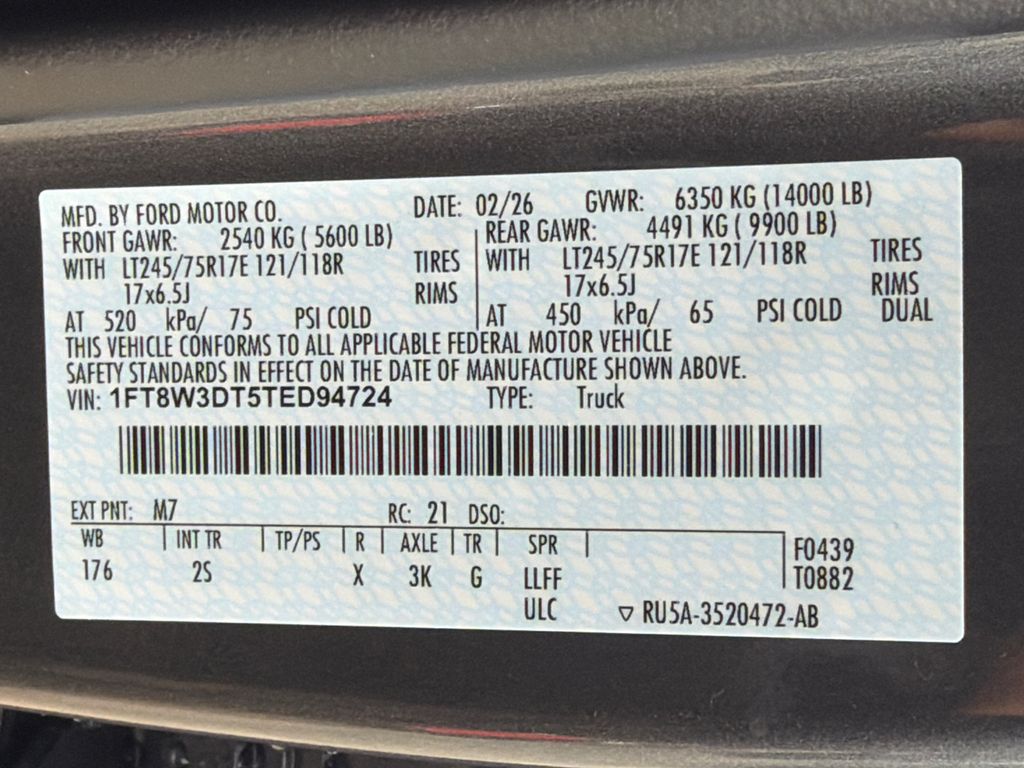 MFD. BY FORD MOTOR CO. DATE: 02/26 GVWR: 6350 KG (14000 LB)
FRONT GAWR: 2540 KG ( 5600 LB) REAR GAWR: 4491 KG ( 9900 LB)
WITH LT245/75R17E 121/118R TIRES WITH LT245/75R17E 121/118R TIRES
17x6.5J RIMS 17x6.5J RIMS
AT 520 kPa/ 75 PSI COLD AT 450 kPa/ 65 PSI COLD DUAL
THIS VEHICLE CONFORMS TO ALL APPLICABLE FEDERAL MOTOR VEHICLE
SAFETY STANDARDS IN EFFECT ON THE DATE OF MANUFACTURE SHOWN ABOVE.
VIN: 1FT8W3DT5TED94724 TYPE: Truck
EXT PNT: M7 RC: 21 DSO:
WB INT TR TP/PS R AXLE TR SPR F0439
176 2S X 3K G LLFF T0882
ULC ▽ RU5A-3520472-AB